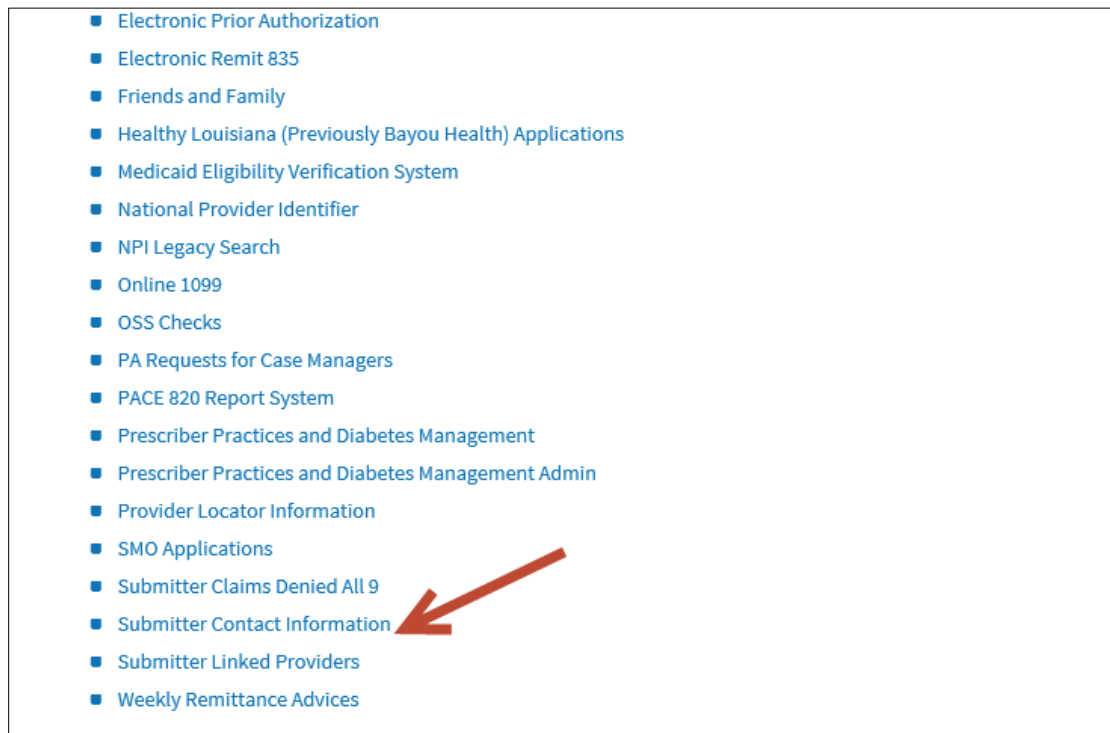 Electronic Prior Authorization
Electronic Remit 835
Friends and Family
Healthy Louisiana (Previously Bayou Health) Applications
Medicaid Eligibility Verification System
National Provider Identifier
NPI Legacy Search
Online 1099
OSS Checks
PA Requests for Case Managers
PACE 820 Report System
Prescriber Practices and Diabetes Management
Prescriber Practices and Diabetes Management Admin
Provider Locator Information
SMO Applications
Submitter Claims Denied All 9
Submitter Contact Information
Submitter Linked Providers
Weekly Remittance Advices